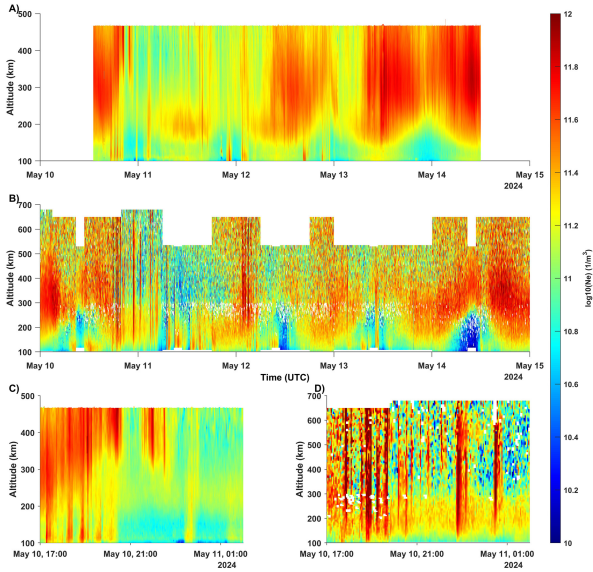 A)
500
400
300
200
100
Altitude (km)
May 10
May 11
May 12
May 13
May 14
May 15
2024
B)
700
600
500
400
300
200
100
Altitude (km)
May 10
May 11
May 12
May 13
May 14
May 15
Time (UTC)
2024
C)
500
400
300
200
100
Altitude (km)
May 10, 17:00
May 10, 21:00
May 11, 01:00
2024
D)
700
600
500
400
300
200
100
Altitude (km)
May 10, 17:00
May 10, 21:00
May 11, 01:00
2024
12
11.8
11.6
11.4
11.2
11
10.8
10.6
10.4
10.2
10
log10(Ne) (1/m³)